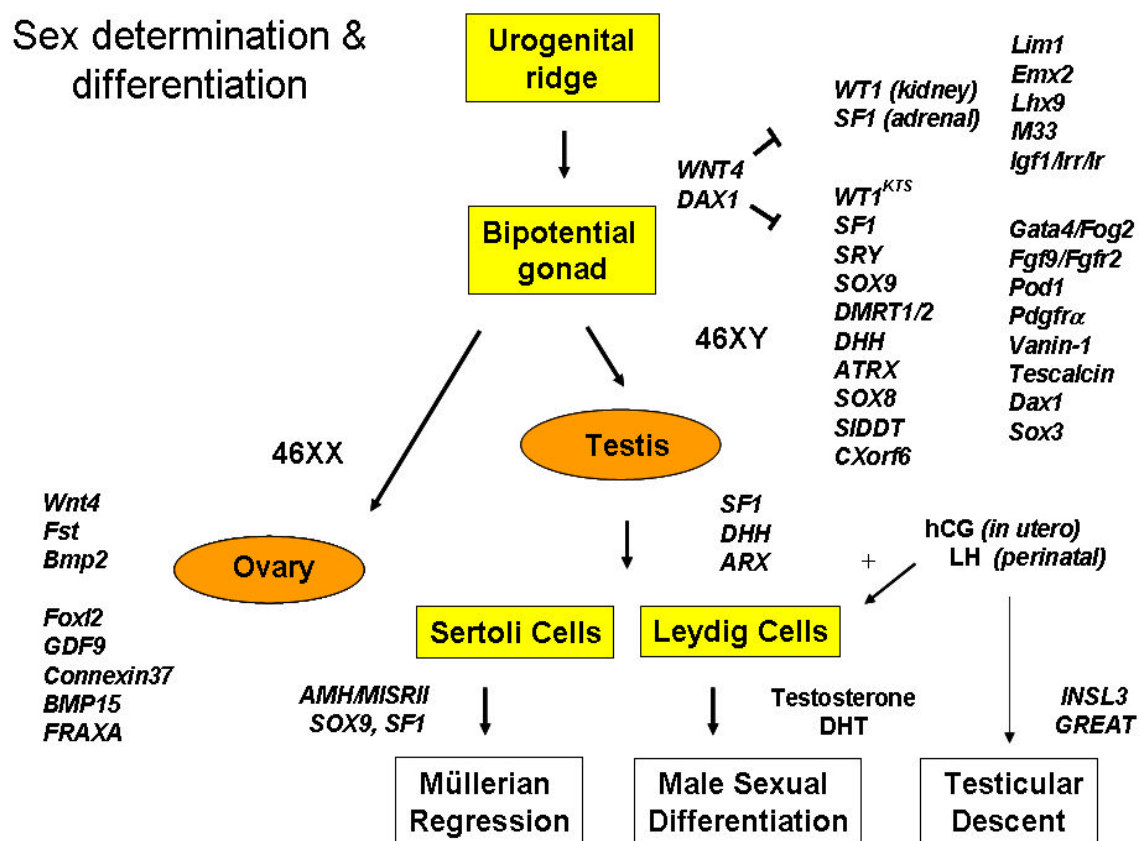 Sex determination &
differentiation
Urogenital
ridge
WT1 (kidney)
SF1 (adrenal)
Lim1
Emx2
Lhx9
M33
Igf1/Irr/Ir
WNT4
DAX1
Bipotential
gonad
WT1^KTS
SF1
SRY
SOX9
DMRT1/2
DHH
ATRX
SOX8
SIDDT
CXorf6
Gata4/Fog2
Fgf9/Fgfr2
Pod1
Pdgfrα
Vanin-1
Tescalcin
Dax1
Sox3
46XY
46XX
Testis
Wnt4
Fst
Bmp2
Ovary
Foxl2
GDF9
Connexin37
BMP15
FRAXA
SF1
DHH
ARX
+
hCG (in utero)
LH (perinatal)
Sertoli Cells
Leydig Cells
AMH/MISRII
SOX9, SF1
Testosterone
DHT
INSL3
GREAT
Müllerian
Regression
Male Sexual
Differentiation
Testicular
Descent